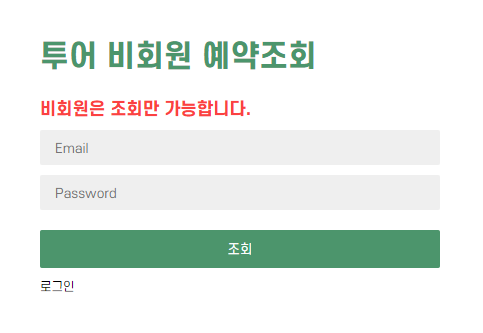 투어 비회원 예약조회
비회원은 조회만 가능합니다.
Email
Password
조회
로그인